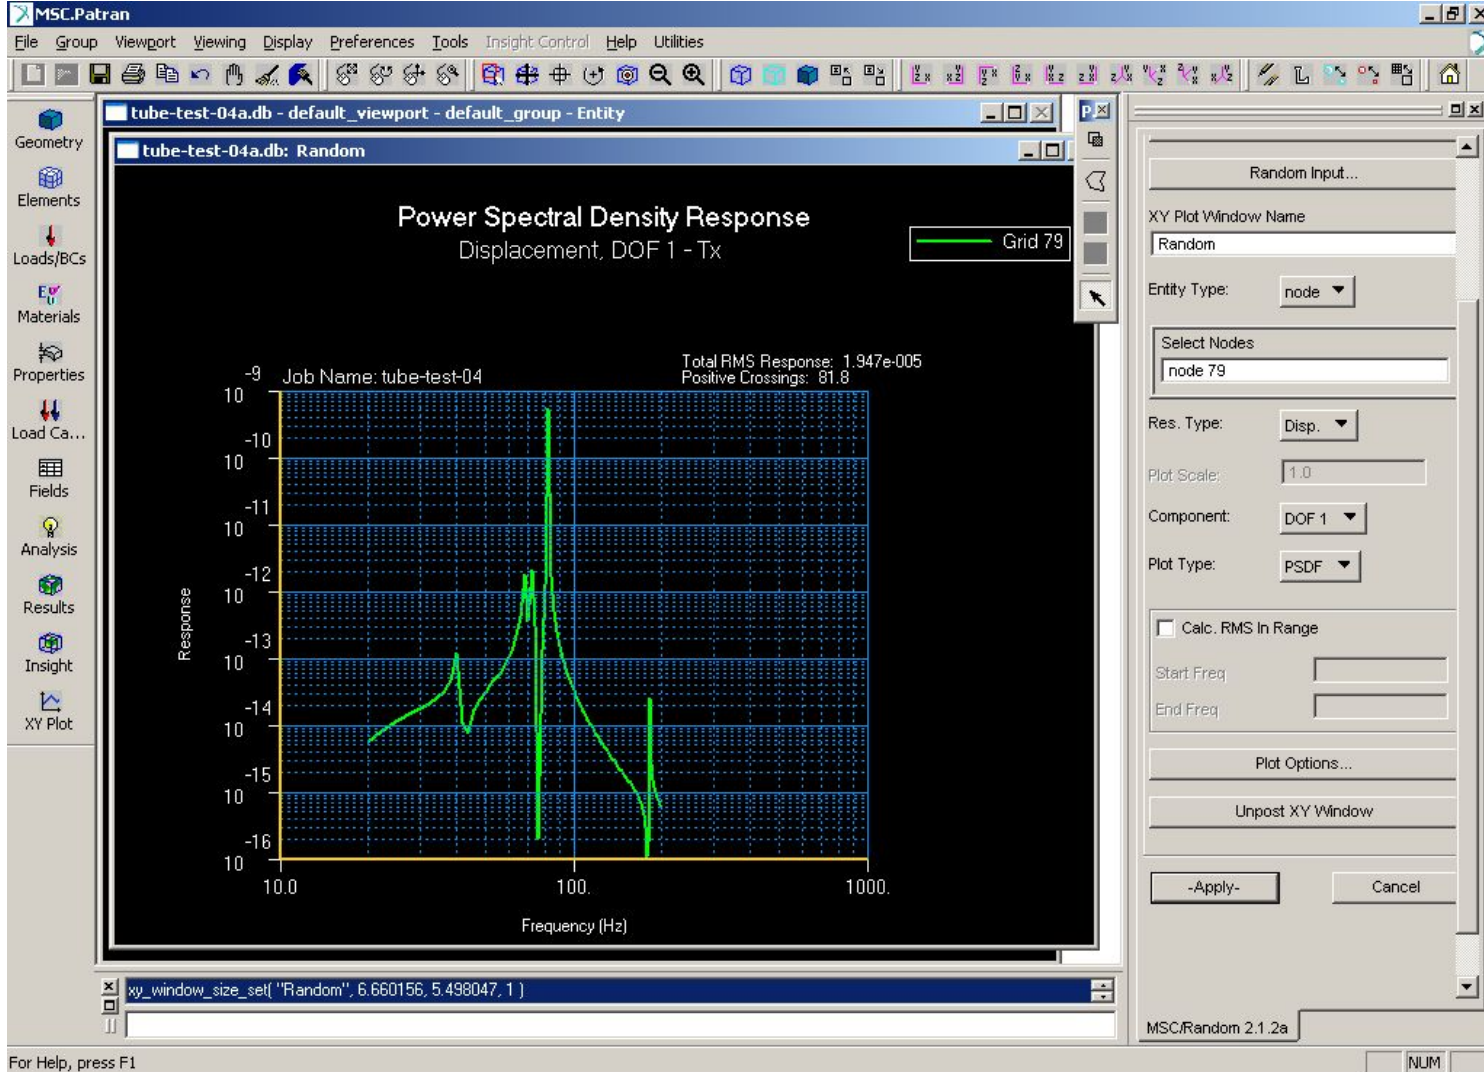 MSC.Patran
File Group Viewport Viewing Display Preferences Tools Insight Control Help Utilities
Geometry
Elements
Loads/BCs
Materials
Properties
Load Ca...
Fields
Analysis
Results
Insight
XY Plot
tube-test-04a.db - default_viewport - default_group - Entity
tube-test-04a.db: Random
Power Spectral Density Response
Displacement, DOF 1 - Tx
Grid 79
Total RMS Response: 1.947e-005
Job Name: tube-test-04
Positive Crossings: 81.8
-9
10
-10
10
-11
10
-12
10
-13
10
-14
10
-15
10
-16
10
Response
10.0 100. 1000.
Frequency (Hz)
Random Input...
XY Plot Window Name
Random
Entity Type: node
Select Nodes
node 79
Res. Type: Disp.
Plot Scale: 1.0
Component: DOF 1
Plot Type: PSDF
Calc. RMS In Range
Start Freq
End Freq
Plot Options...
Unpost XY Window
-Apply- Cancel
MSC/Random 2.1.2a
xy_window_size_set( "Random", 6.660156, 5.498047, 1 )
For Help, press F1
NUM